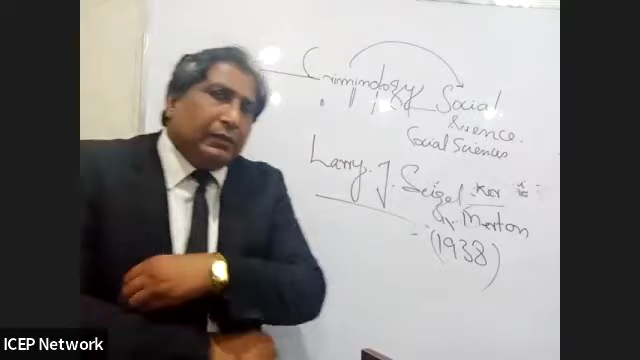 Criminology
Social
Science.
Social Sciences
Larry. J. Seigel
Merton
(1938)
ICEP Network